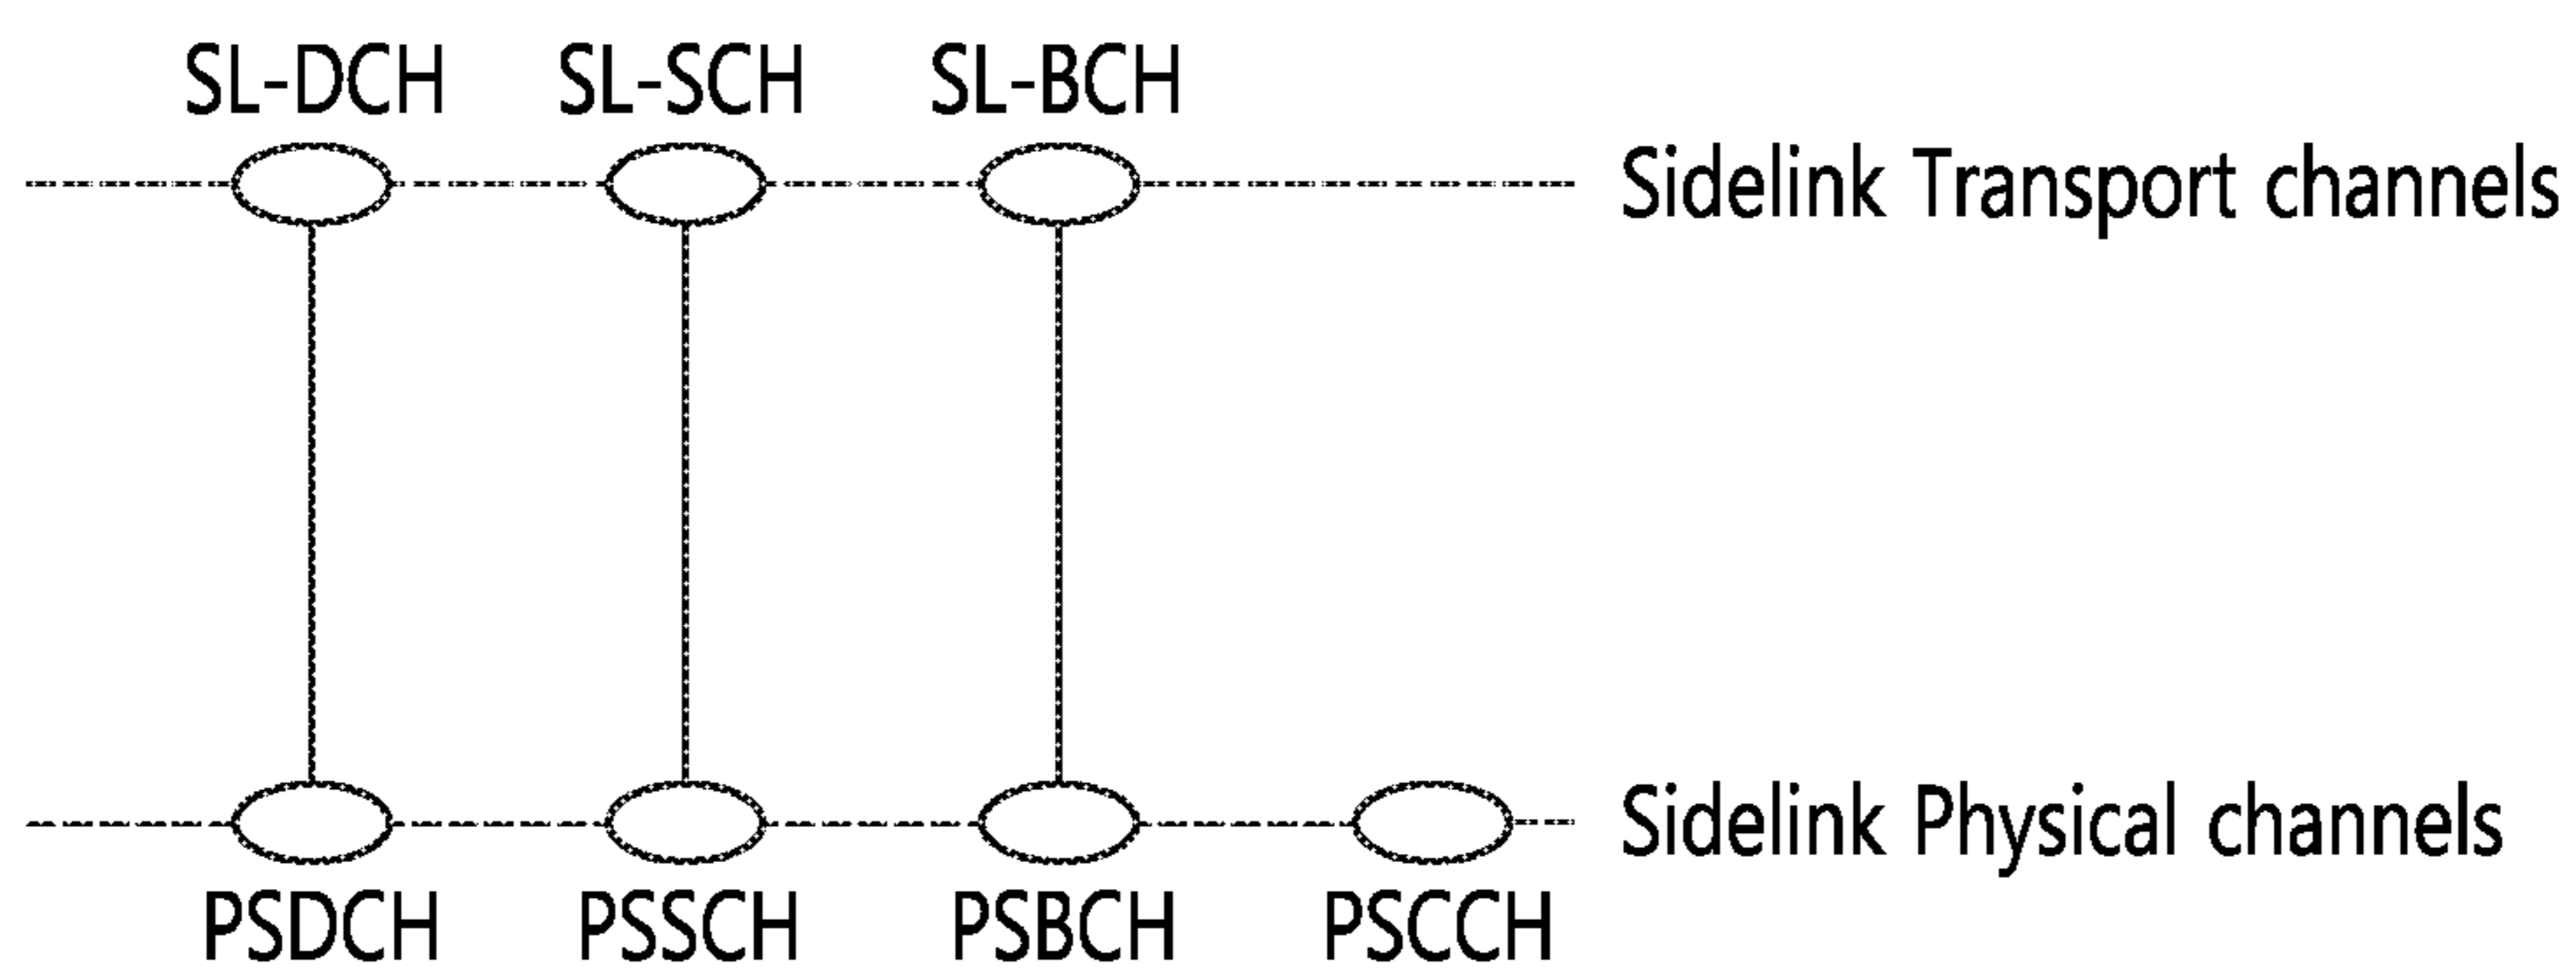 SL-DCH SL-SCH SL-BCH
Sidelink Transport channels
Sidelink Physical channels
PSDCH PSSCH PSBCH PSCCH